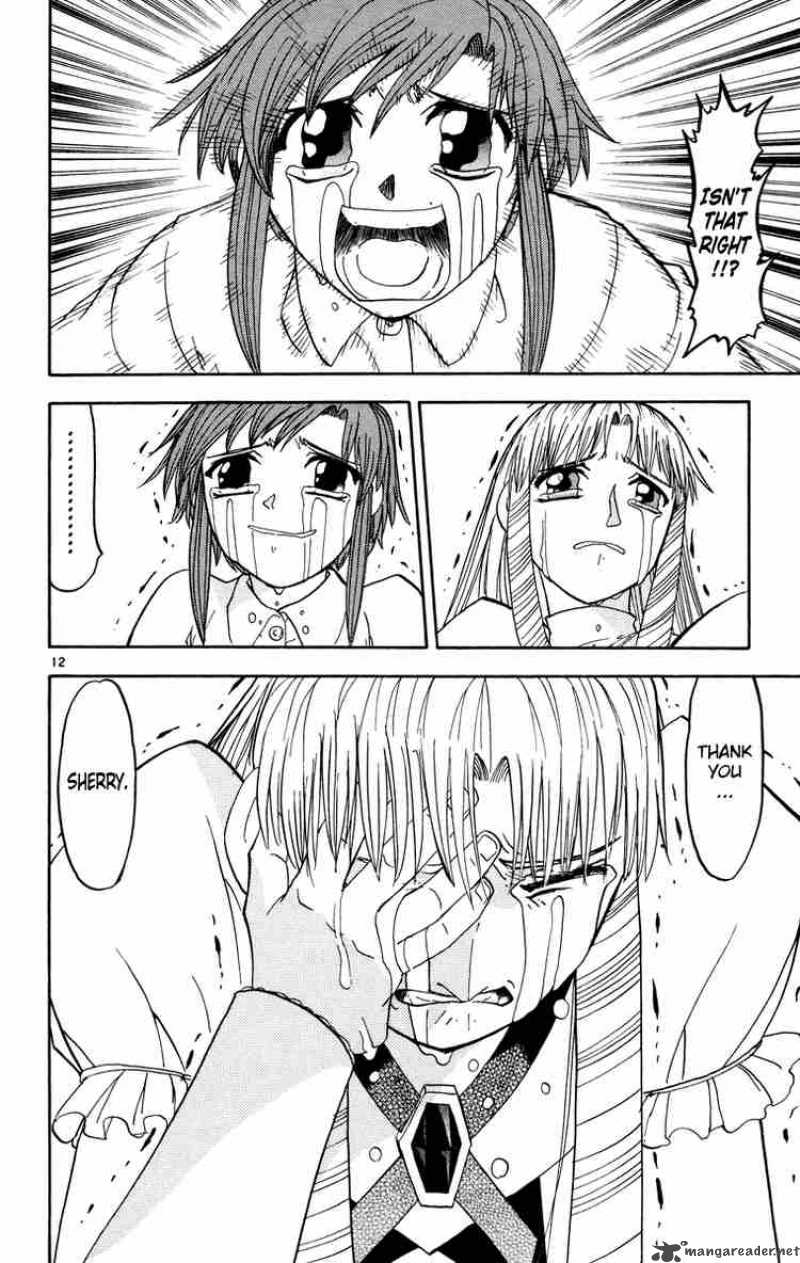 ISN'T
THAT
RIGHT
!!?
.........
12
THANK
YOU
...
SHERRY.
mangareader.net